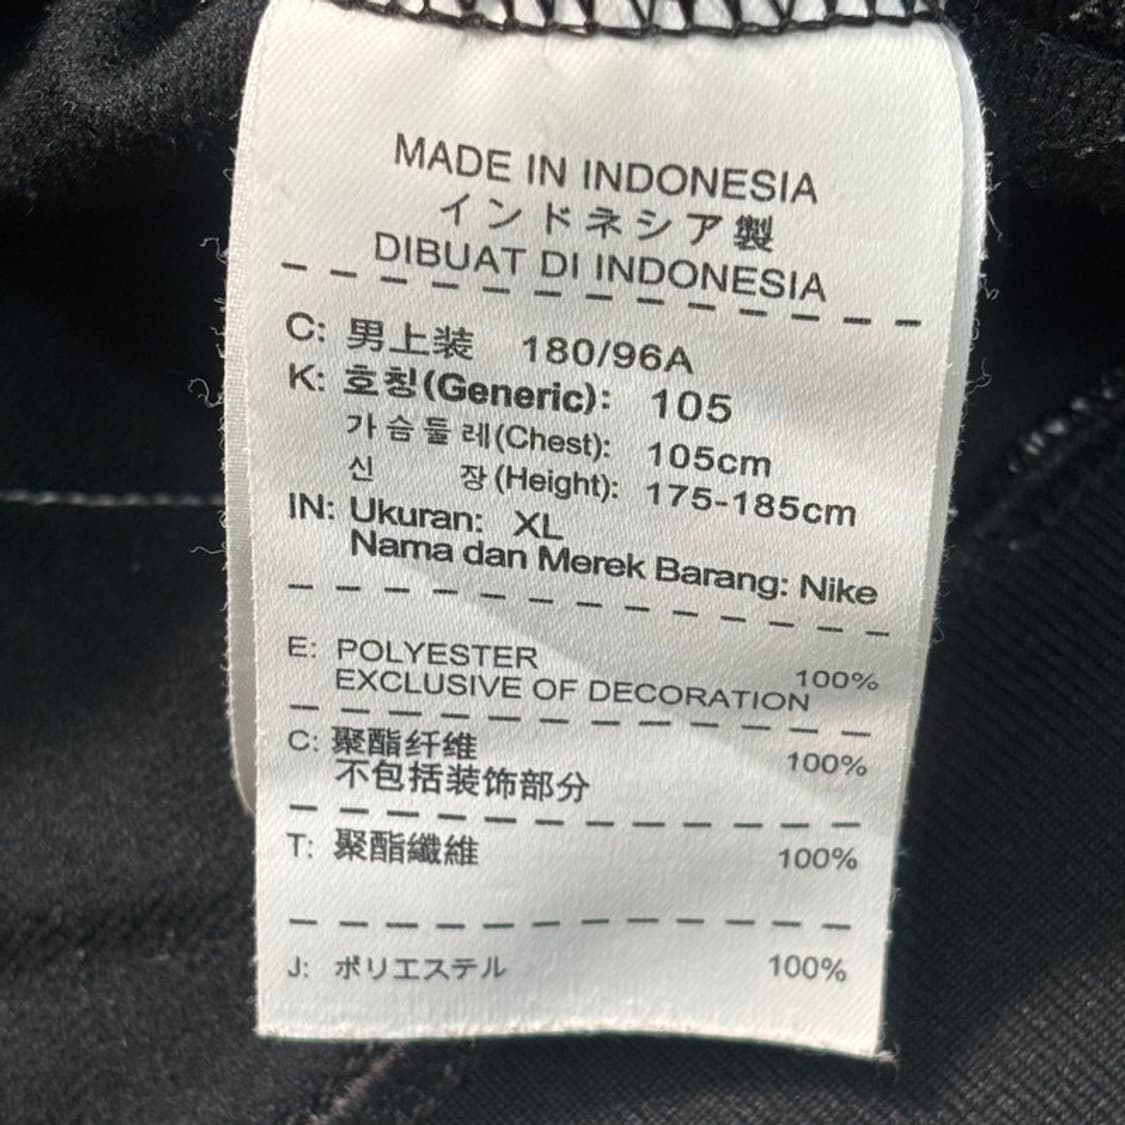 MADE IN INDONESIA
インドネシア製
DIBUAT DI INDONESIA
C: 男上装 180/96A
K: 호칭(Generic): 105
가슴둘레(Chest): 105cm
신 장(Height): 175-185cm
IN: Ukuran: XL
Nama dan Merek Barang: Nike
E: POLYESTER 100%
EXCLUSIVE OF DECORATION
C: 聚酯纤维 100%
不包括装饰部分
T: 聚酯纖維 100%
J: ポリエステル 100%